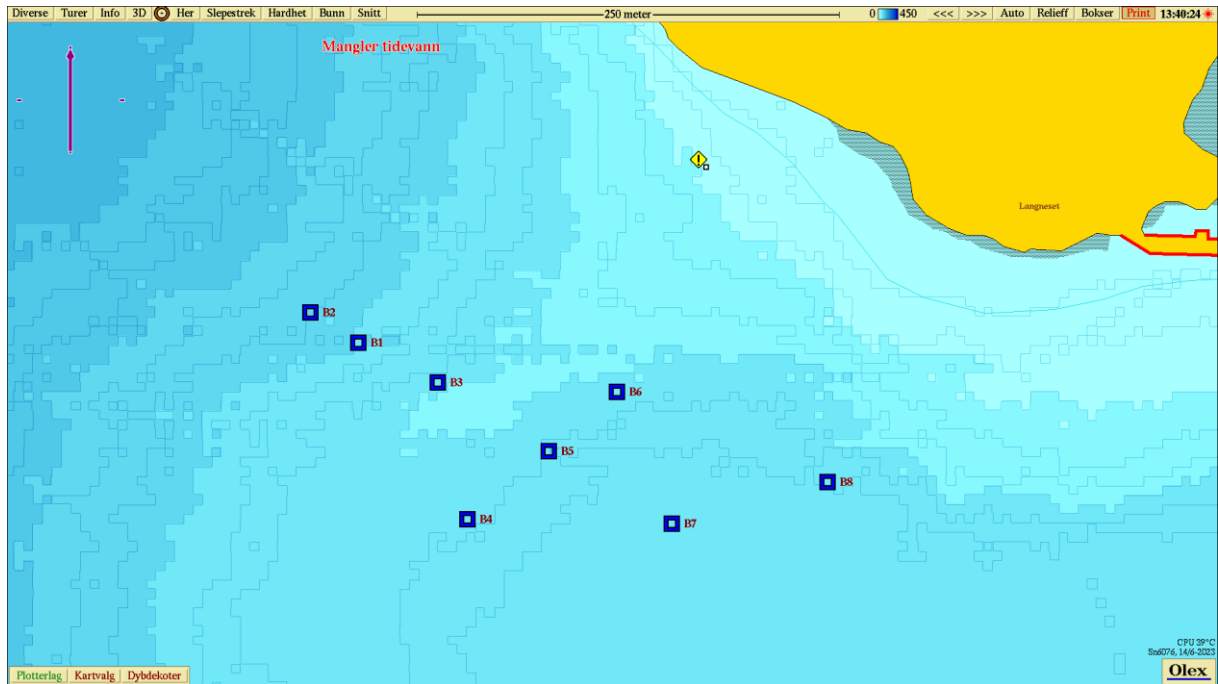 Diverse Turer Info 3D Her Slepestrek Hardhet Bunn Snitt 250 meter 0 450 <<< >>> Auto Relieff Bokser Print 13:40:24
Mangler tidevann
Langneset
B2
B1
B3
B6
B5
B8
B4
B7
CPU 39°C
Sn6076, 14/6-2023
Plotterlag Kartvalg Dybdekoter Olex